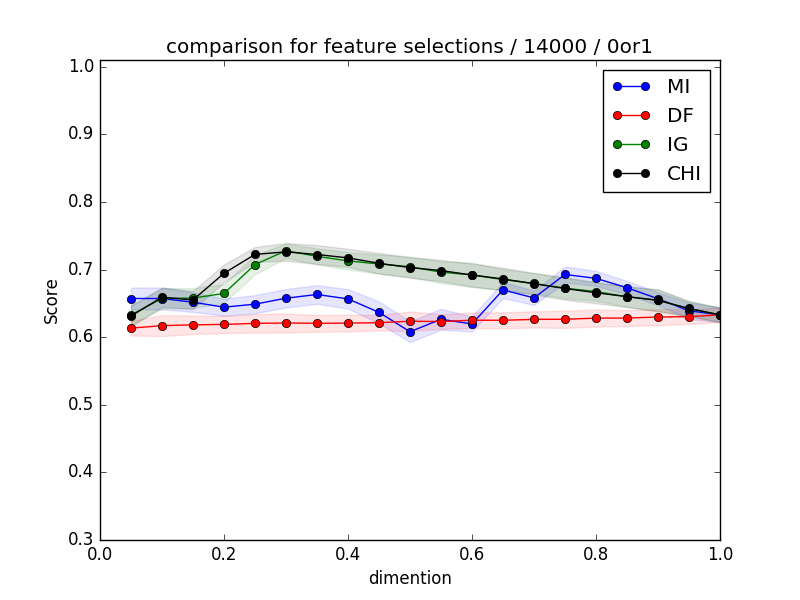 comparison for feature selections / 14000 / 0or1
MI
DF
IG
CHI
Score
1.0
0.9
0.8
0.7
0.6
0.5
0.4
0.3
0.0 0.2 0.4 0.6 0.8 1.0
dimention